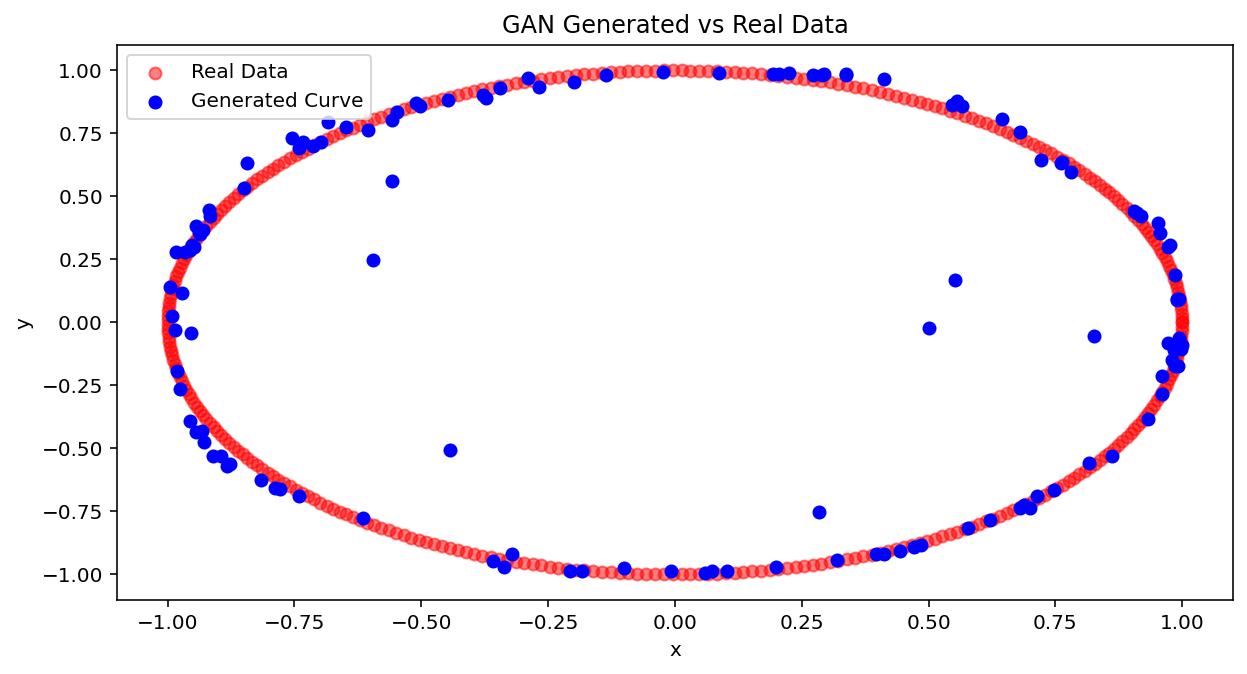 GAN Generated vs Real Data
Real Data
Generated Curve
1.00
0.75
0.50
0.25
0.00
−0.25
−0.50
−0.75
−1.00
y
−1.00 −0.75 −0.50 −0.25 0.00 0.25 0.50 0.75 1.00
x